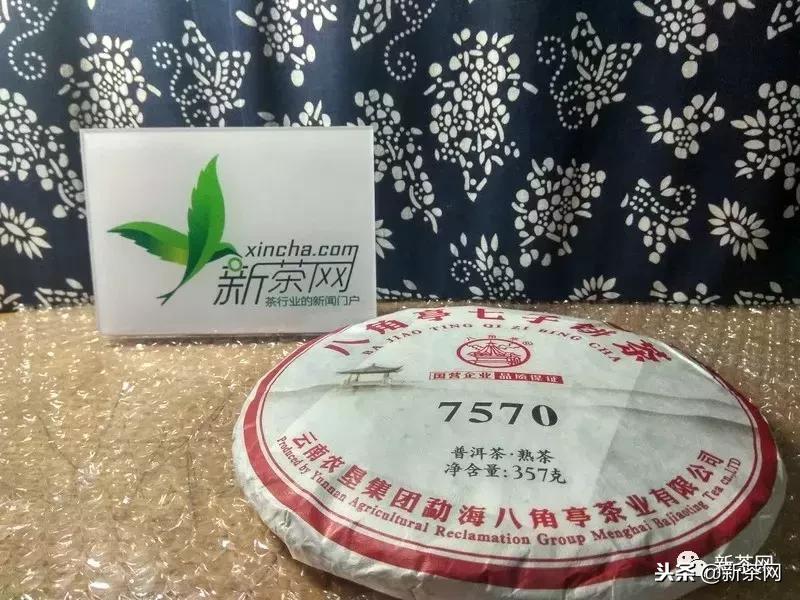 xincha.com
新茶网
茶行业的新闻门户
八角亭七子饼茶
BA JIAO TING QI ZI BING CHA
国营企业 品质保证
7570
普洱茶·熟茶
净含量:357克
云南农垦集团勐海八角亭茶业有限公司
Produced by Yunnan Agricultural Reclamation Group Menghai Bajiaoting Tea co.,LTD
新茶网
头条@新茶网